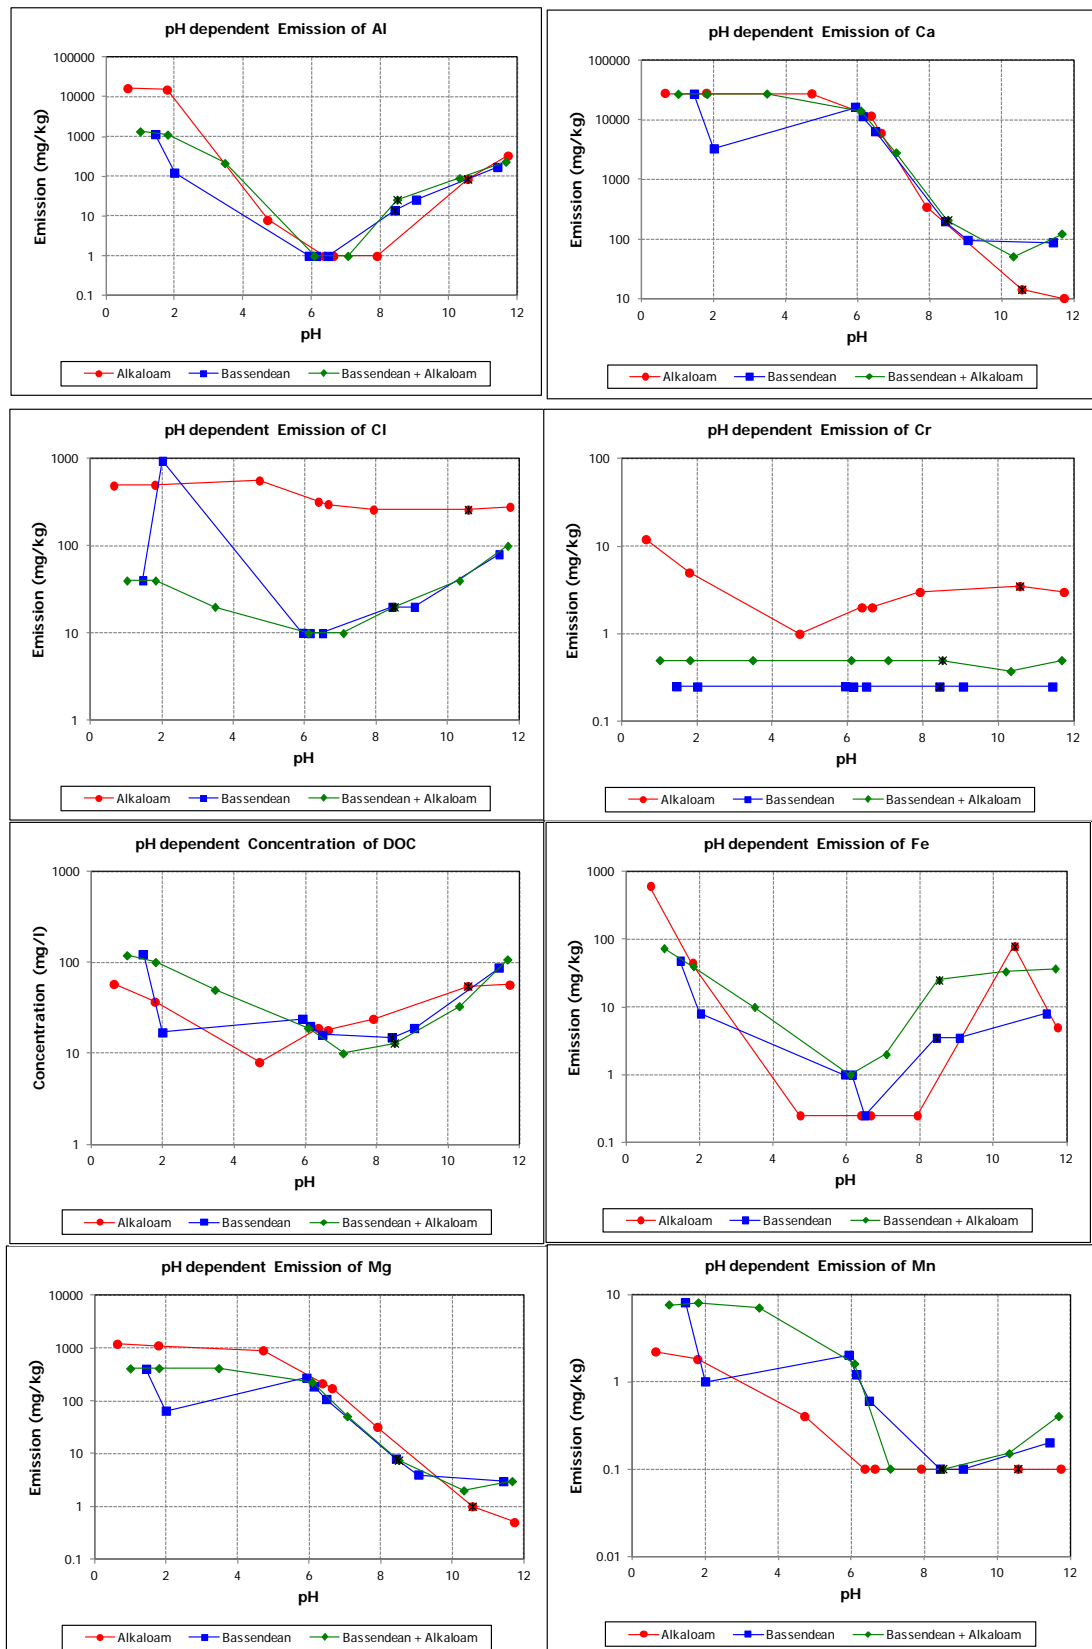 pH dependent Emission of Al
Emission (mg/kg)
100000
10000
1000
100
10
1
0.1
0 2 4 6 8 10 12
pH
Alkaloam Bassendean Bassendean + Alkaloam
pH dependent Emission of Ca
Emission (mg/kg)
100000
10000
1000
100
10
0 2 4 6 8 10 12
pH
Alkaloam Bassendean Bassendean + Alkaloam
pH dependent Emission of Cl
Emission (mg/kg)
1000
100
10
1
0 2 4 6 8 10 12
pH
Alkaloam Bassendean Bassendean + Alkaloam
pH dependent Emission of Cr
Emission (mg/kg)
100
10
1
0.1
0 2 4 6 8 10 12
pH
Alkaloam Bassendean Bassendean + Alkaloam
pH dependent Concentration of DOC
Concentration (mg/l)
1000
100
10
1
0 2 4 6 8 10 12
pH
Alkaloam Bassendean Bassendean + Alkaloam
pH dependent Emission of Fe
Emission (mg/kg)
1000
100
10
1
0.1
0 2 4 6 8 10 12
pH
Alkaloam Bassendean Bassendean + Alkaloam
pH dependent Emission of Mg
Emission (mg/kg)
10000
1000
100
10
1
0.1
0 2 4 6 8 10 12
pH
Alkaloam Bassendean Bassendean + Alkaloam
pH dependent Emission of Mn
Emission (mg/kg)
10
1
0.1
0.01
0 2 4 6 8 10 12
pH
Alkaloam Bassendean Bassendean + Alkaloam